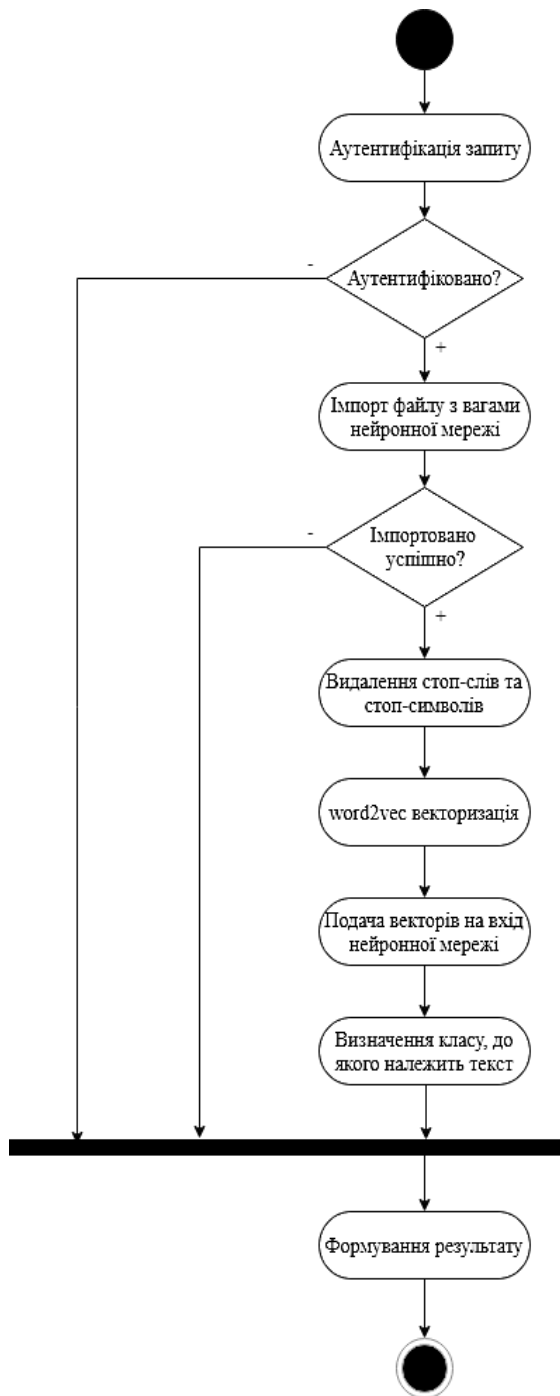 Аутентифікація запиту
-
Аутентифіковано?
+
Імпорт файлу з вагами
нейронної мережі
-
Імпортовано
успішно?
+
Видалення стоп-слів та
стоп-символів
word2vec векторизація
Подача векторів на вхід
нейронної мережі
Визначення класу, до
якого належить текст
Формування результату